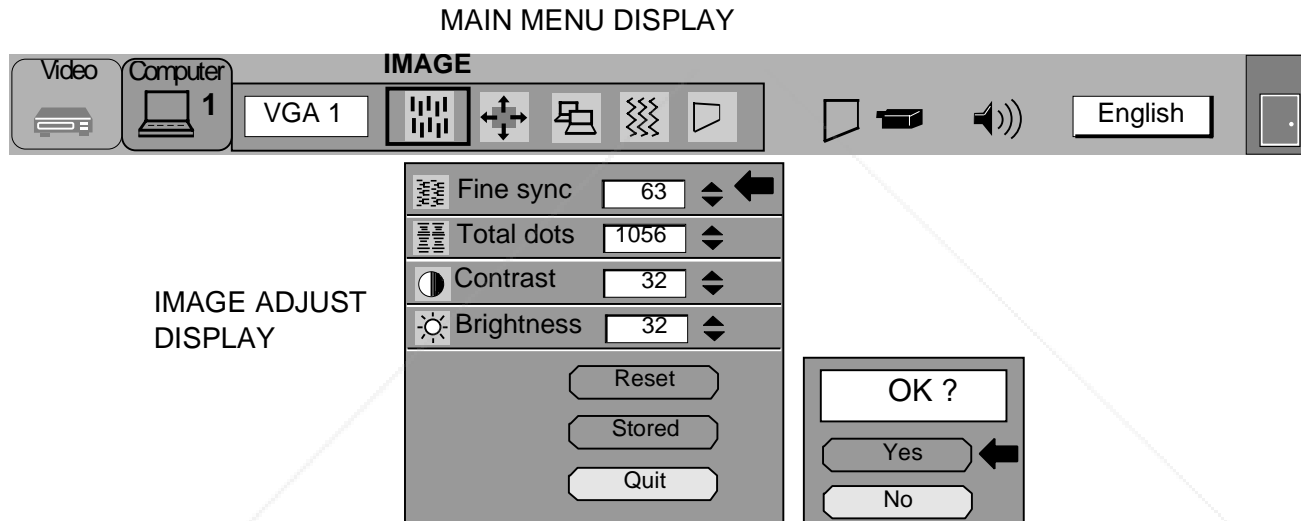 MAIN MENU DISPLAY
IMAGE
Video
Computer
1
VGA 1
English
Fine sync 63
Total dots 1056
Contrast 32
Brightness 32
IMAGE ADJUST
DISPLAY
Reset
Stored
Quit
OK ?
Yes
No